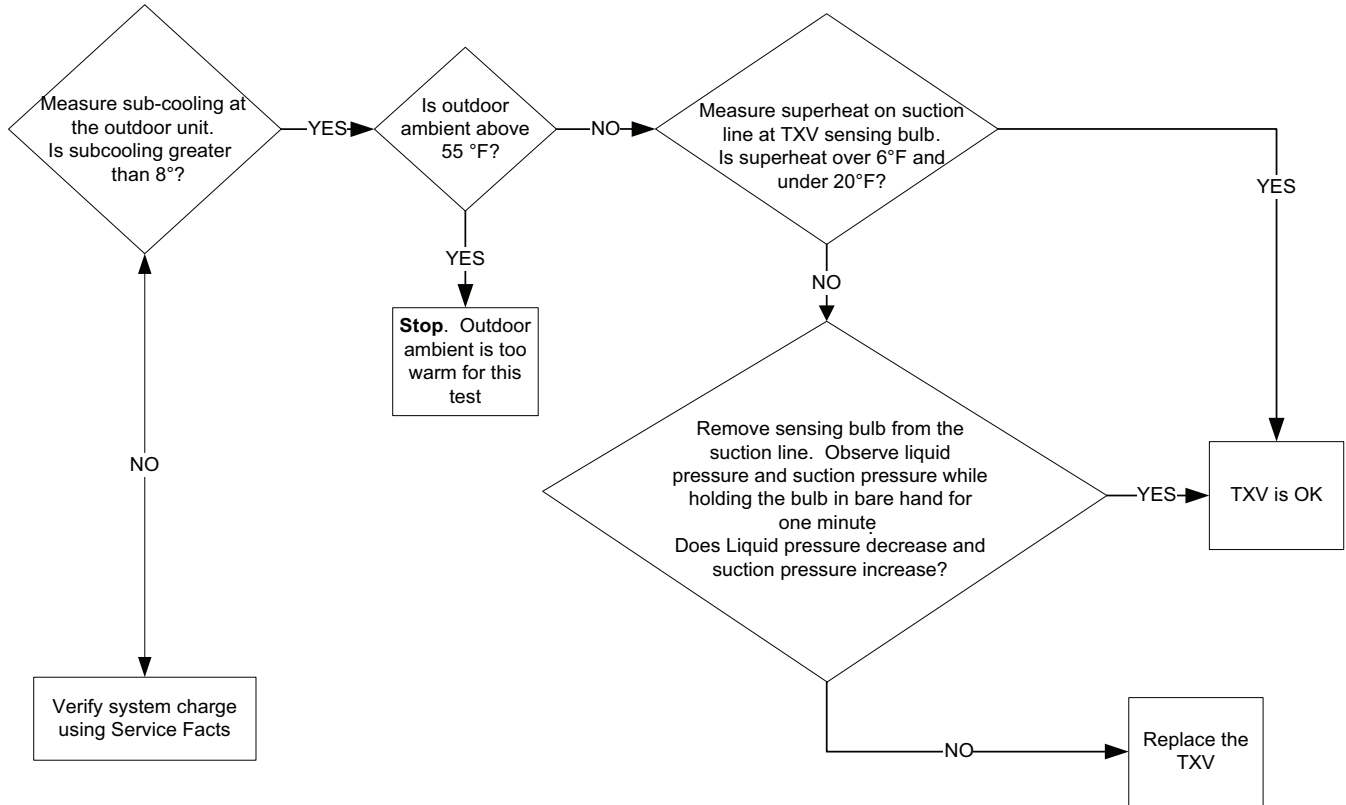 Measure sub-cooling at
the outdoor unit.
Is subcooling greater
than 8°?
YES
Is outdoor
ambient above
55 °F?
NO
Measure superheat on suction
line at TXV sensing bulb.
Is superheat over 6°F and
under 20°F?
YES
YES
Stop. Outdoor
ambient is too
warm for this
test
NO
Remove sensing bulb from the
suction line. Observe liquid
pressure and suction pressure while
holding the bulb in bare hand for
one minute.
Does Liquid pressure decrease and
suction pressure increase?
YES
TXV is OK
NO
Verify system charge
using Service Facts
NO
Replace the
TXV